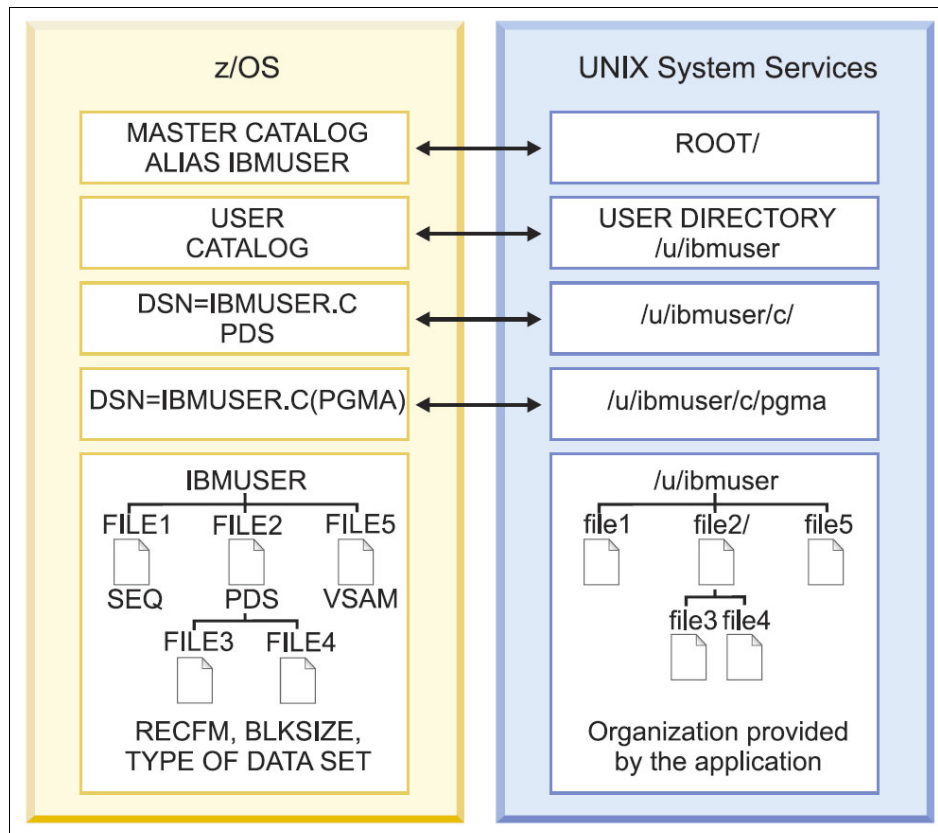 z/OS
MASTER CATALOG
ALIAS IBMUSER
USER
CATALOG
DSN=IBMUSER.C
PDS
DSN=IBMUSER.C(PGMA)
IBMUSER
FILE1 FILE2 FILE5
SEQ PDS VSAM
FILE3 FILE4
RECFM, BLKSIZE,
TYPE OF DATA SET
UNIX System Services
ROOT/
USER DIRECTORY
/u/ibmuser
/u/ibmuser/c/
/u/ibmuser/c/pgma
/u/ibmuser
file1 file2/ file5
file3 file4
Organization provided
by the application